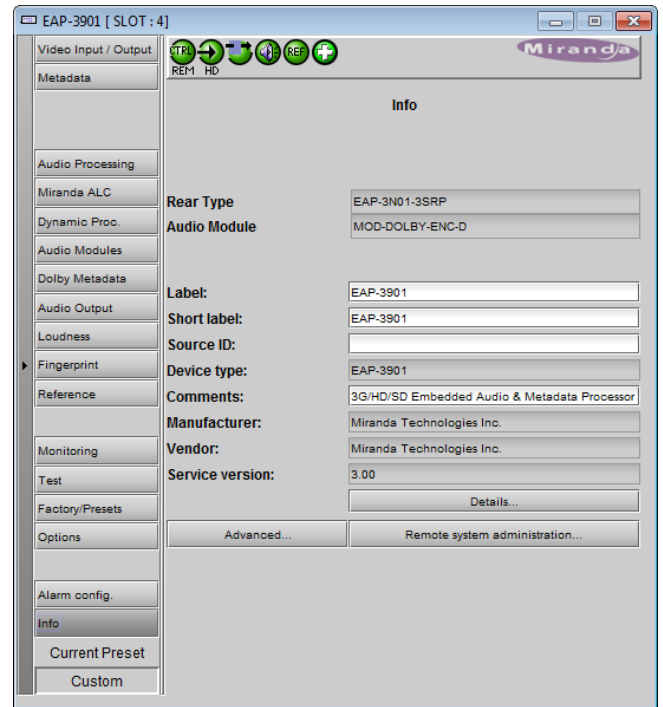 EAP-3901 [ SLOT : 4]
CTRL
REF
REM HD
Miranda
Video Input / Output
Metadata
Audio Processing
Miranda ALC
Dynamic Proc.
Audio Modules
Dolby Metadata
Audio Output
Loudness
Fingerprint
Reference
Monitoring
Test
Factory/Presets
Options
Alarm config.
Info
Current Preset
Custom
Info
Rear Type EAP-3N01-3SRP
Audio Module MOD-DOLBY-ENC-D
Label: EAP-3901
Short label: EAP-3901
Source ID:
Device type: EAP-3901
Comments: 3G/HD/SD Embedded Audio & Metadata Processor
Manufacturer: Miranda Technologies Inc.
Vendor: Miranda Technologies Inc.
Service version: 3.00
Details...
Advanced... Remote system administration...